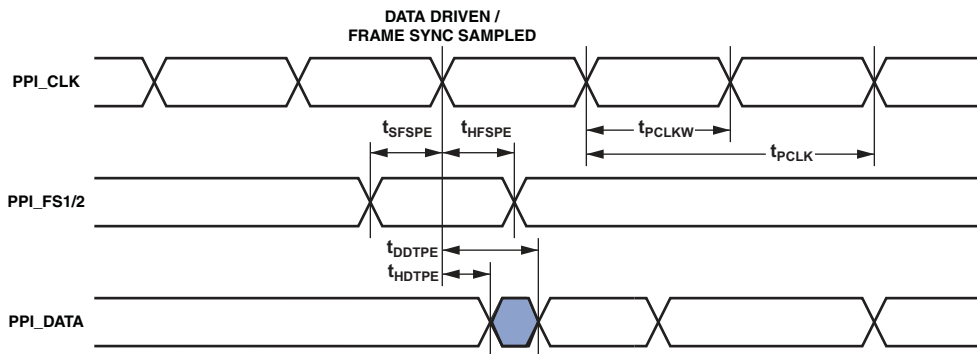 DATA DRIVEN /
FRAME SYNC SAMPLED
PPI_CLK
tSFSPE
tHFSPE
tPCLKW
tPCLK
PPI_FS1/2
tDDTPE
tHDTPE
PPI_DATA